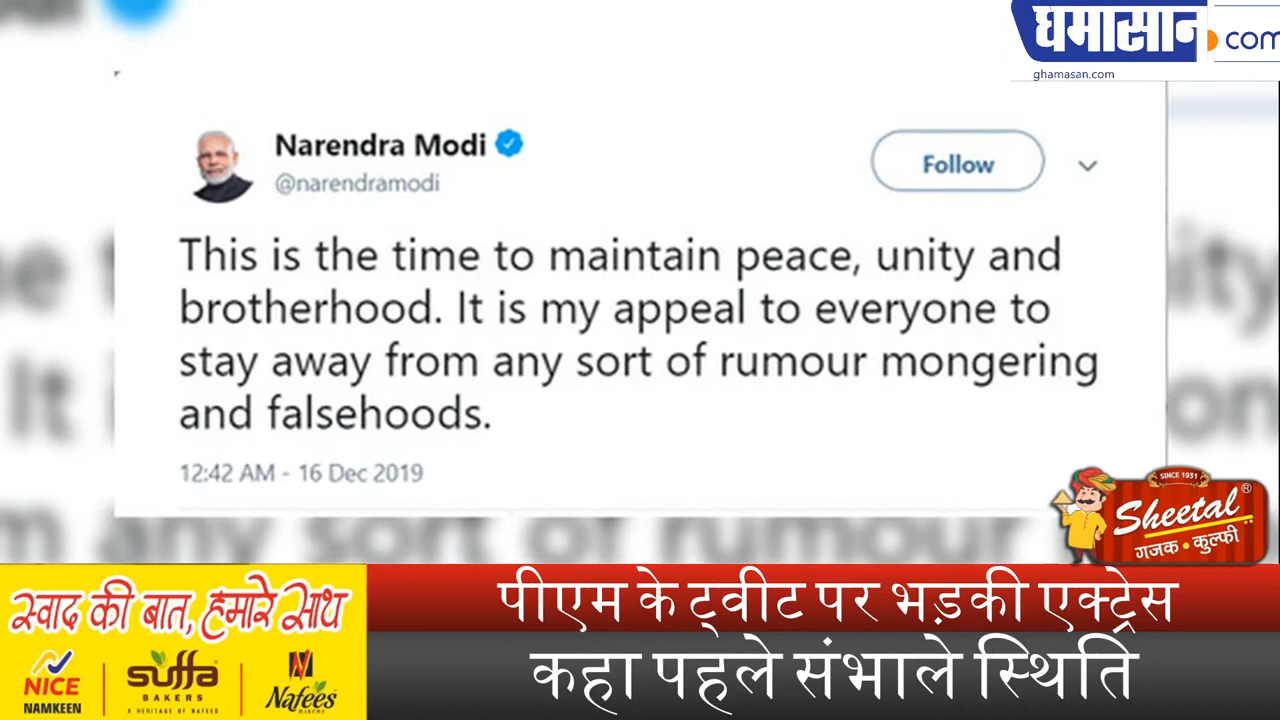 घमासान.com
ghamasan.com
Narendra Modi
@narendramodi
Follow
This is the time to maintain peace, unity and
brotherhood. It is my appeal to everyone to
stay away from any sort of rumour mongering
and falsehoods.
12:42 AM - 16 Dec 2019
SINCE 1931
Sheetal®
गजक • कुल्फी
स्वाद की बात, हमारे साथ
NICE
NAMKEEN
suffa
BAKERS
A HERITAGE OF NAFEES
Nafees
BAKERS
पीएम के ट्वीट पर भड़की एक्ट्रेस
कहा पहले संभाले स्थिति